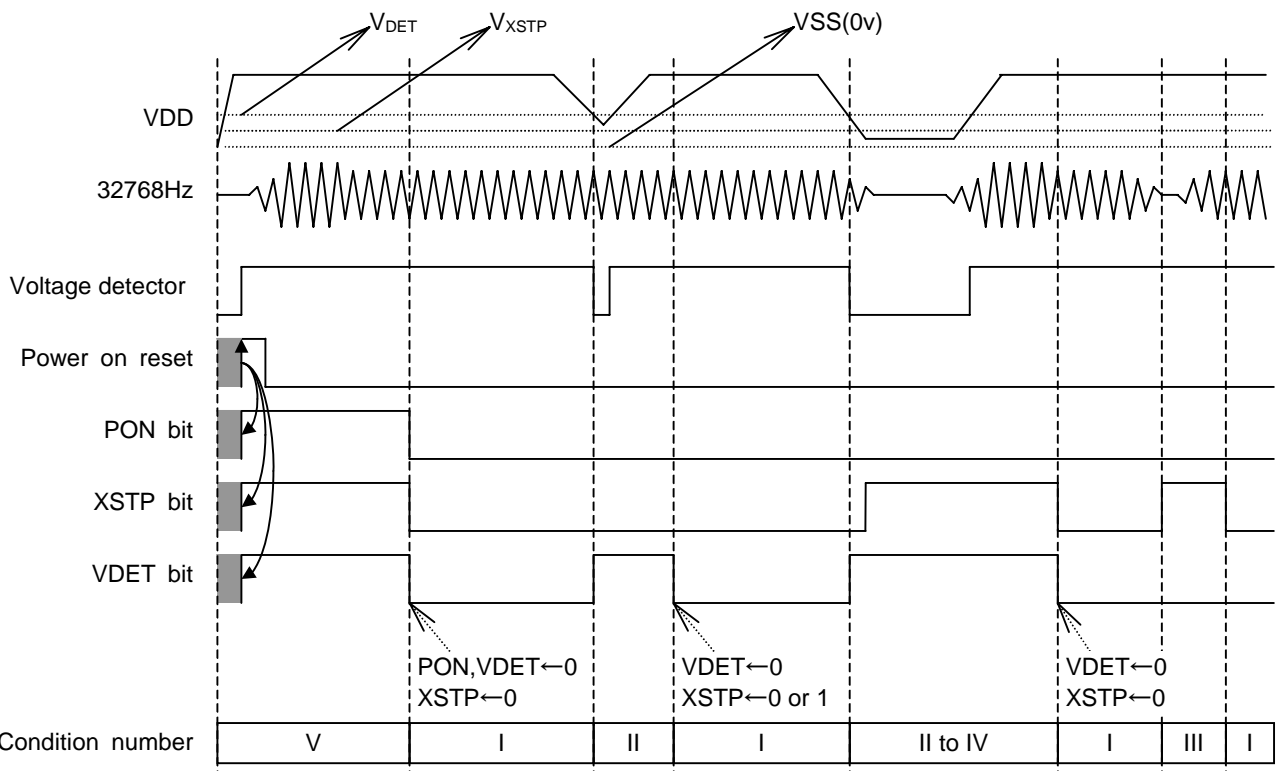 VDET VXSTP VSS(0v)
VDD
32768Hz
Voltage detector
Power on reset
PON bit
XSTP bit
VDET bit
PON,VDET←0 VDET←0 VDET←0
XSTP←0 XSTP←0 or 1 XSTP←0
Condition number V I II I II to IV I III I